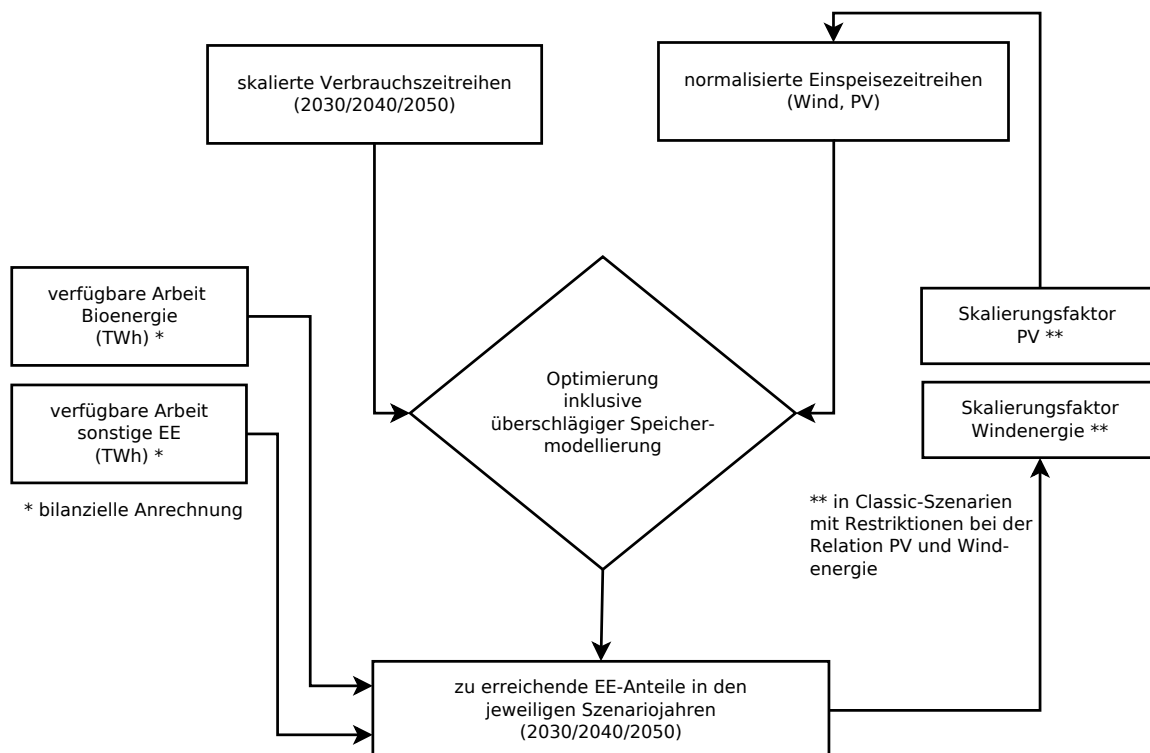 skalierte Verbrauchszeitreihen
(2030/2040/2050)
normalisierte Einspeisezeitreihen
(Wind, PV)
verfügbare Arbeit
Bioenergie
(TWh) *
verfügbare Arbeit
sonstige EE
(TWh) *
* bilanzielle Anrechnung
Optimierung
inklusive
überschlägiger Speicher-
modellierung
Skalierungsfaktor
PV **
Skalierungsfaktor
Windenergie **
** in Classic-Szenarien
mit Restriktionen bei der
Relation PV und Wind-
energie
zu erreichende EE-Anteile in den
jeweiligen Szenariojahren
(2030/2040/2050)